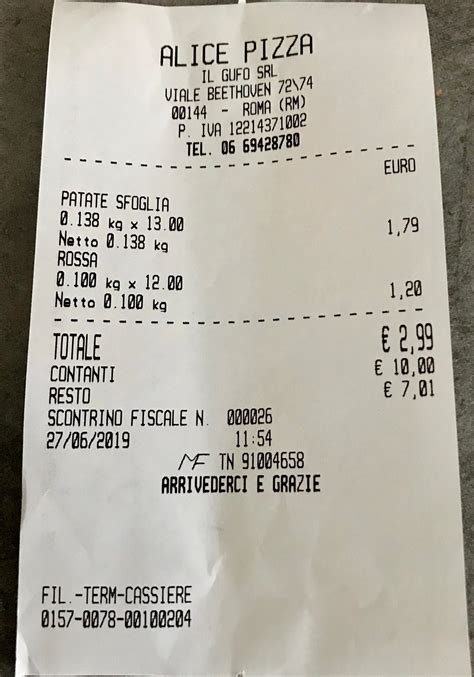 ALICE PIZZA
IL GUFO SRL
VIALE BEETHOVEN 72\74
00144 - ROMA (RM)
P. IVA 12214371002
TEL. 06 69428780
EURO
PATATE SFOGLIA
0.138 kg x 13.00 1,79
Netto 0.138 kg
ROSSA
0.100 kg x 12.00 1,20
Netto 0.100 kg
TOTALE € 2,99
CONTANTI € 10,00
RESTO € 7,01
SCONTRINO FISCALE N. 000026
27/06/2019 11:54
MF TN 91004658
ARRIVEDERCI E GRAZIE
FIL.-TERM-CASSIERE
0157-0078-00100204